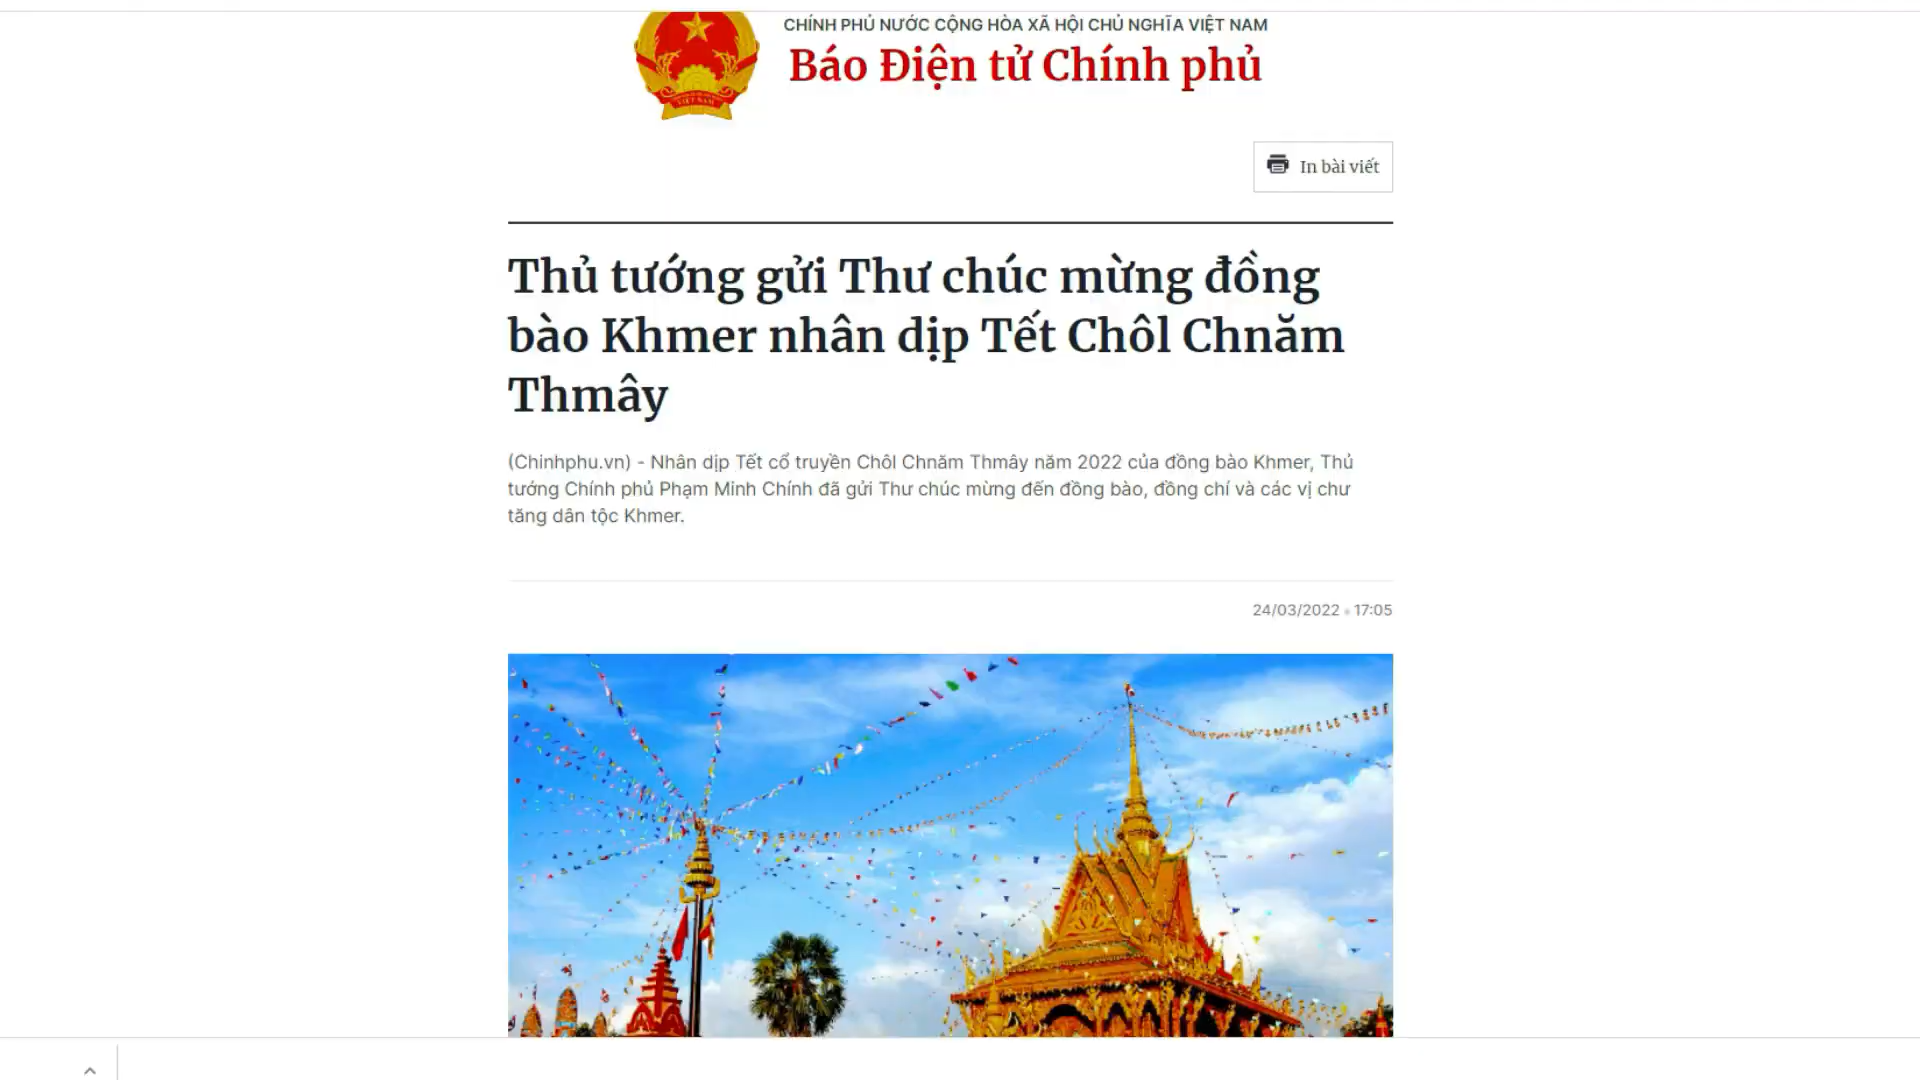 CHÍNH PHỦ NƯỚC CỘNG HÒA XÃ HỘI CHỦ NGHĨA VIỆT NAM
Báo Điện tử Chính phủ
VIỆT NAM
In bài viết
Thủ tướng gửi Thư chúc mừng đồng
bào Khmer nhân dịp Tết Chôl Chnăm
Thmây
(Chinhphu.vn) - Nhân dịp Tết cổ truyền Chôl Chnăm Thmây năm 2022 của đồng bào Khmer, Thủ
tướng Chính phủ Phạm Minh Chính đã gửi Thư chúc mừng đến đồng bào, đồng chí và các vị chư
tăng dân tộc Khmer.
24/03/2022 • 17:05